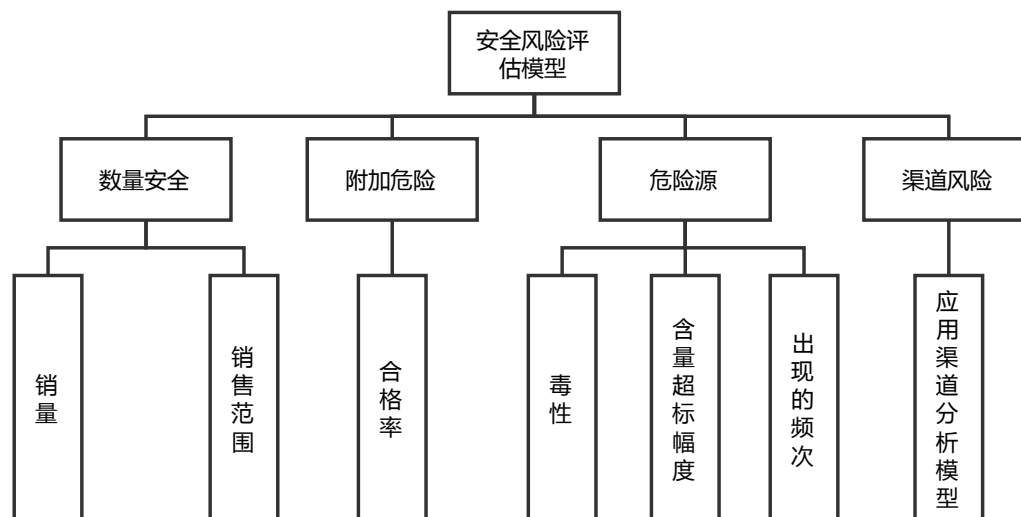 安全风险评
估模型
数量安全
附加危险
危险源
渠道风险
销量
销售范围
合格率
毒性
含量超标幅度
出现的频次
应用渠道分析模型